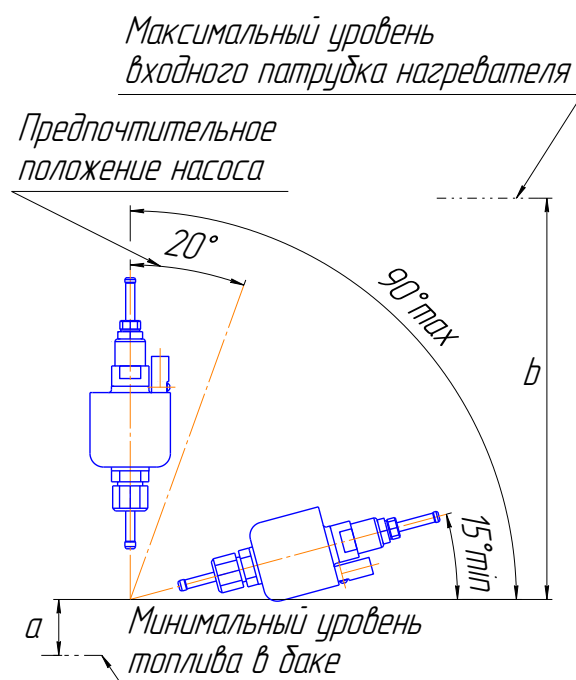 Максимальный уровень
входного патрубка нагревателя
Предпочтительное
положение насоса
20°
90°max
b
15°min
a
Минимальный уровень
топлива в баке